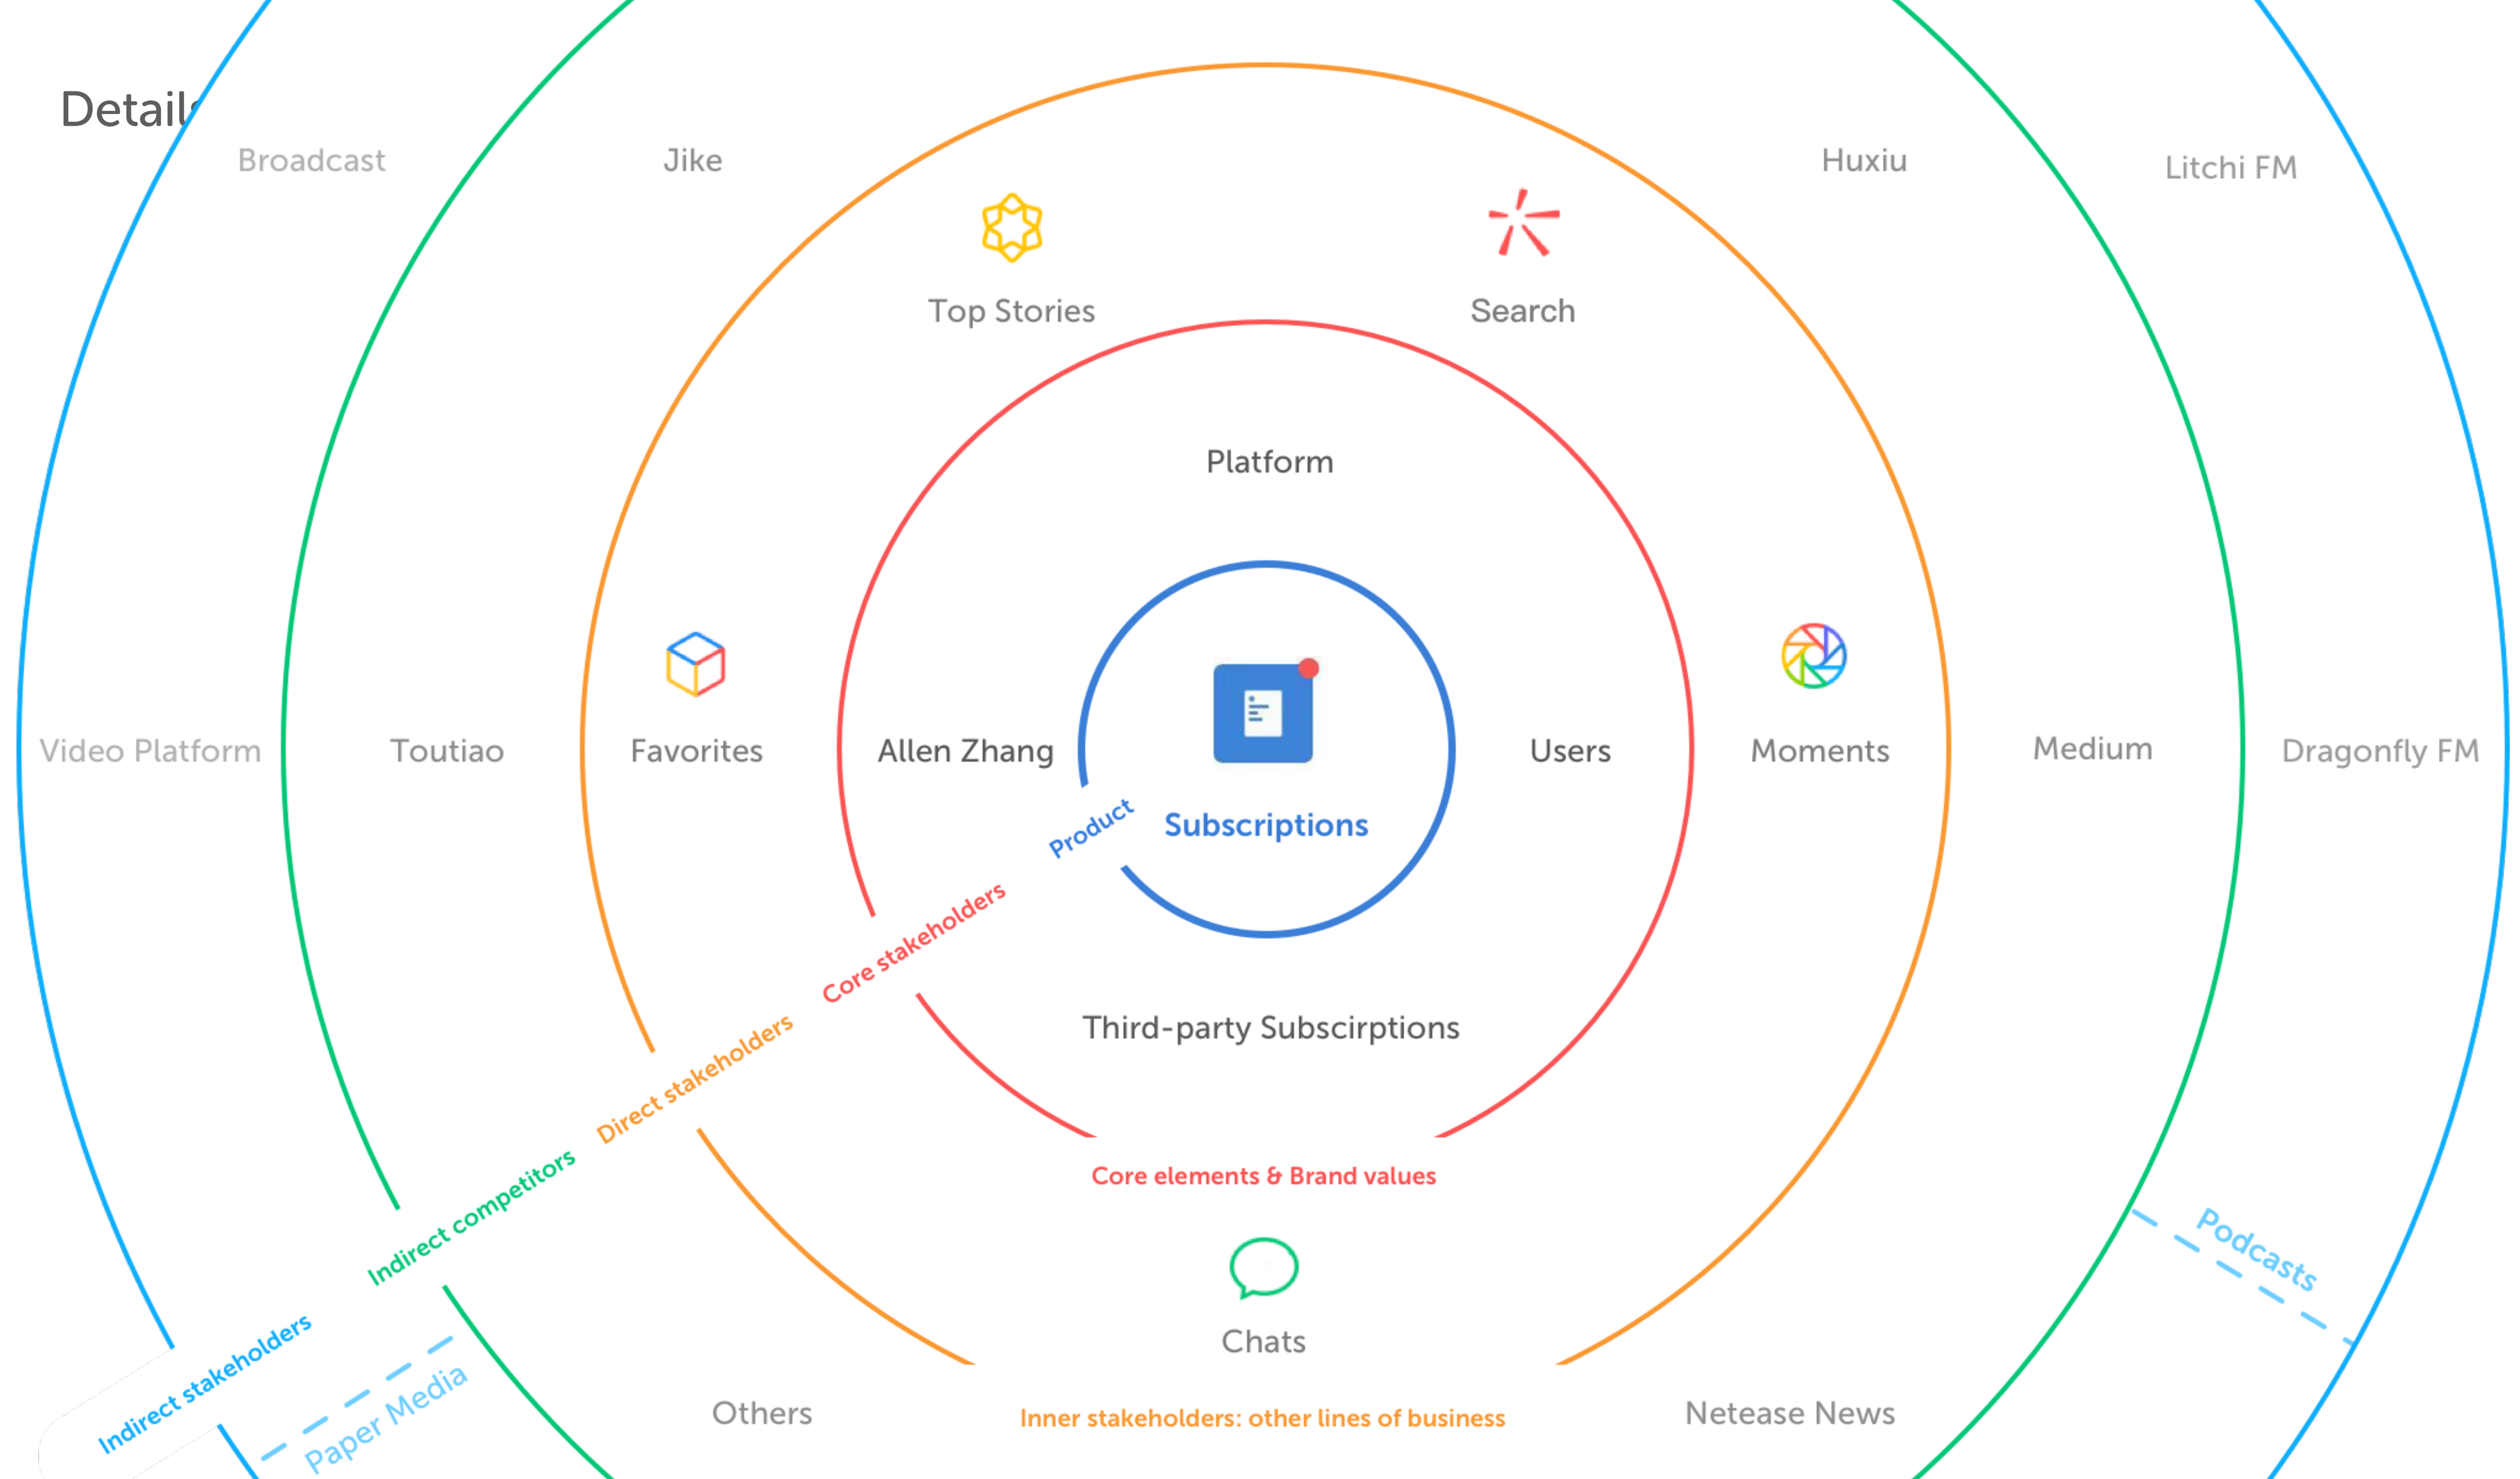 Details
Broadcast
Jike
Huxiu
Litchi FM
Top Stories
Search
Platform
Video Platform
Toutiao
Favorites
Allen Zhang
Users
Moments
Medium
Dragonfly FM
Product
Subscriptions
Core stakeholders
Third-party Subscirptions
Direct stakeholders
Core elements & Brand values
Indirect competitors
Podcasts
Chats
Indirect stakeholders
Paper Media
Others
Inner stakeholders: other lines of business
Netease News